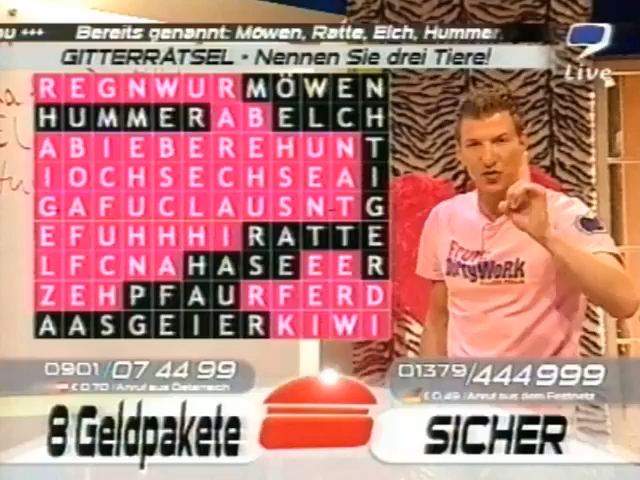 +++ Bereits genannt: Möwen, Ratte, Elch, Hummer,
GITTERRÄTSEL - Nennen Sie drei Tiere!
Live
REGNWURMÖWEN
HUMMERABELCH
ABIEBEREHUNT
IOCHSECHSEAI
GAFUCLAUSNTG
EFUHHHIRATTE
LFCNAHASEEER
ZEHPFAURFERD
AASGEIERKIWI
From:
DirtyWork
0901/07 44 99
€ 0,70 / Anruf aus Österreich
01379/444999
€ 0,49 / Anruf aus dem Festnetz
8 Geldpakete
SICHER